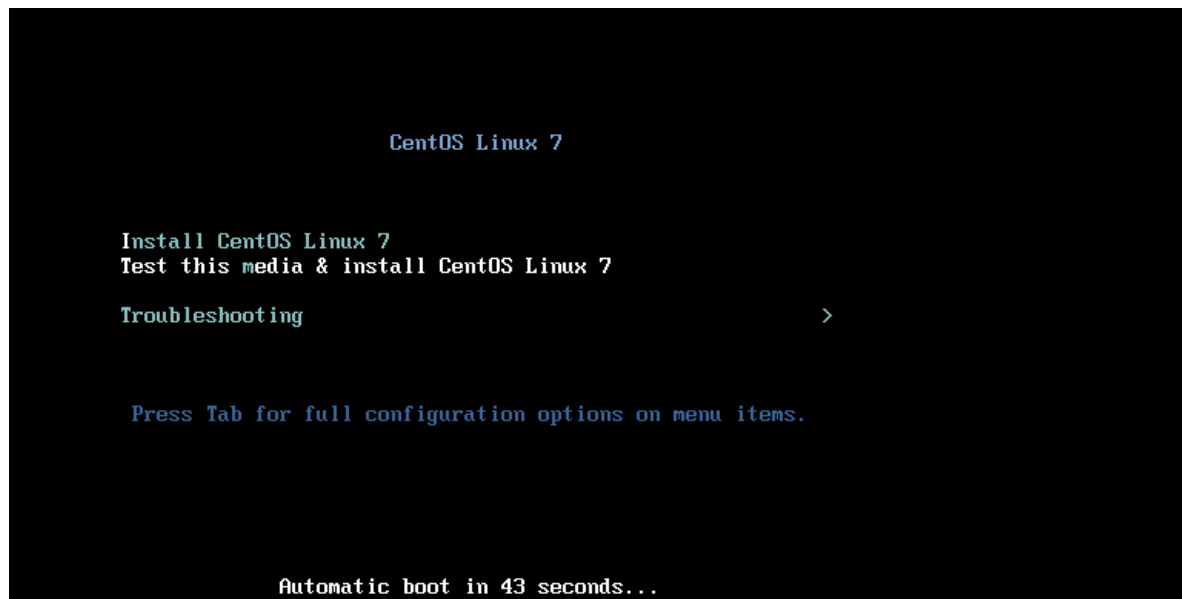 CentOS Linux 7
Install CentOS Linux 7
Test this media & install CentOS Linux 7
Troubleshooting >
Press Tab for full configuration options on menu items.
Automatic boot in 43 seconds...